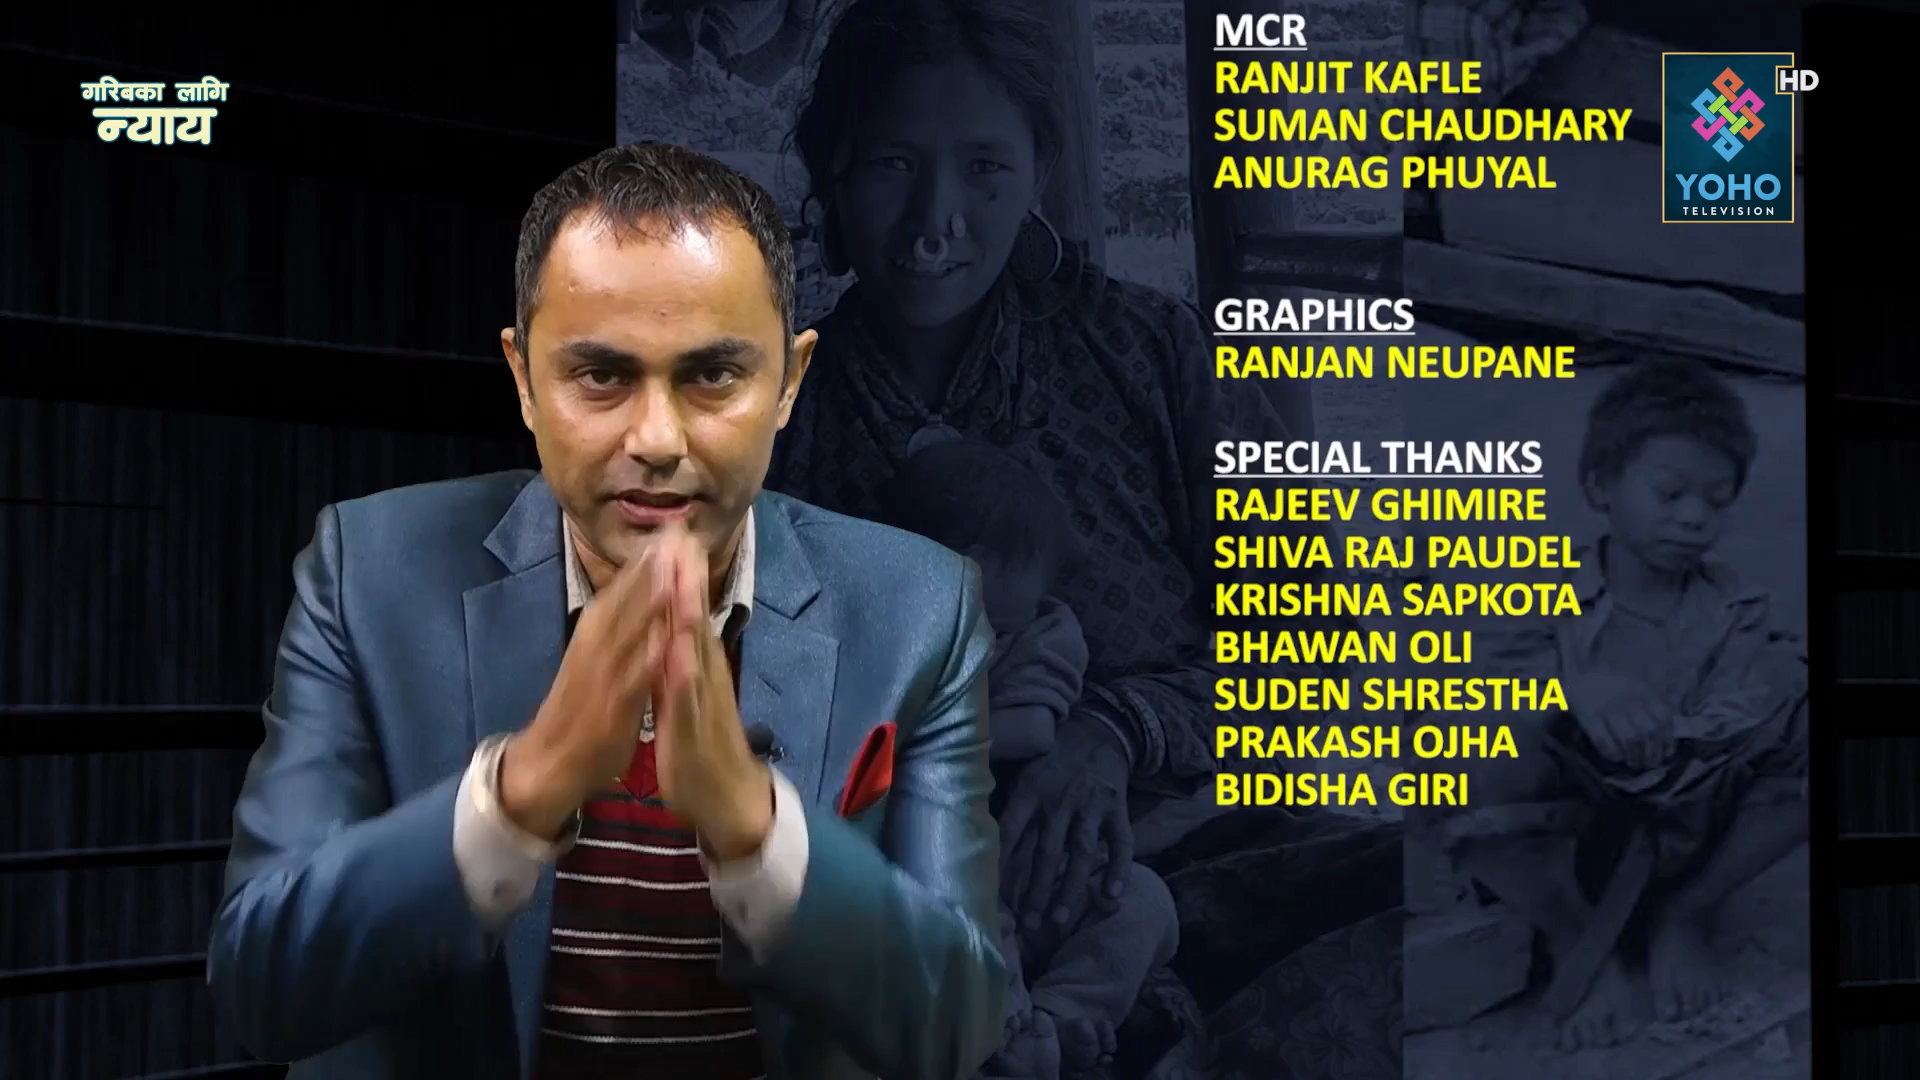 गरिबका लागि
न्याय
MCR
RANJIT KAFLE
SUMAN CHAUDHARY
ANURAG PHUYAL
HD
YOHO
TELEVISION
GRAPHICS
RANJAN NEUPANE
SPECIAL THANKS
RAJEEV GHIMIRE
SHIVA RAJ PAUDEL
KRISHNA SAPKOTA
BHAWAN OLI
SUDEN SHRESTHA
PRAKASH OJHA
BIDISHA GIRI